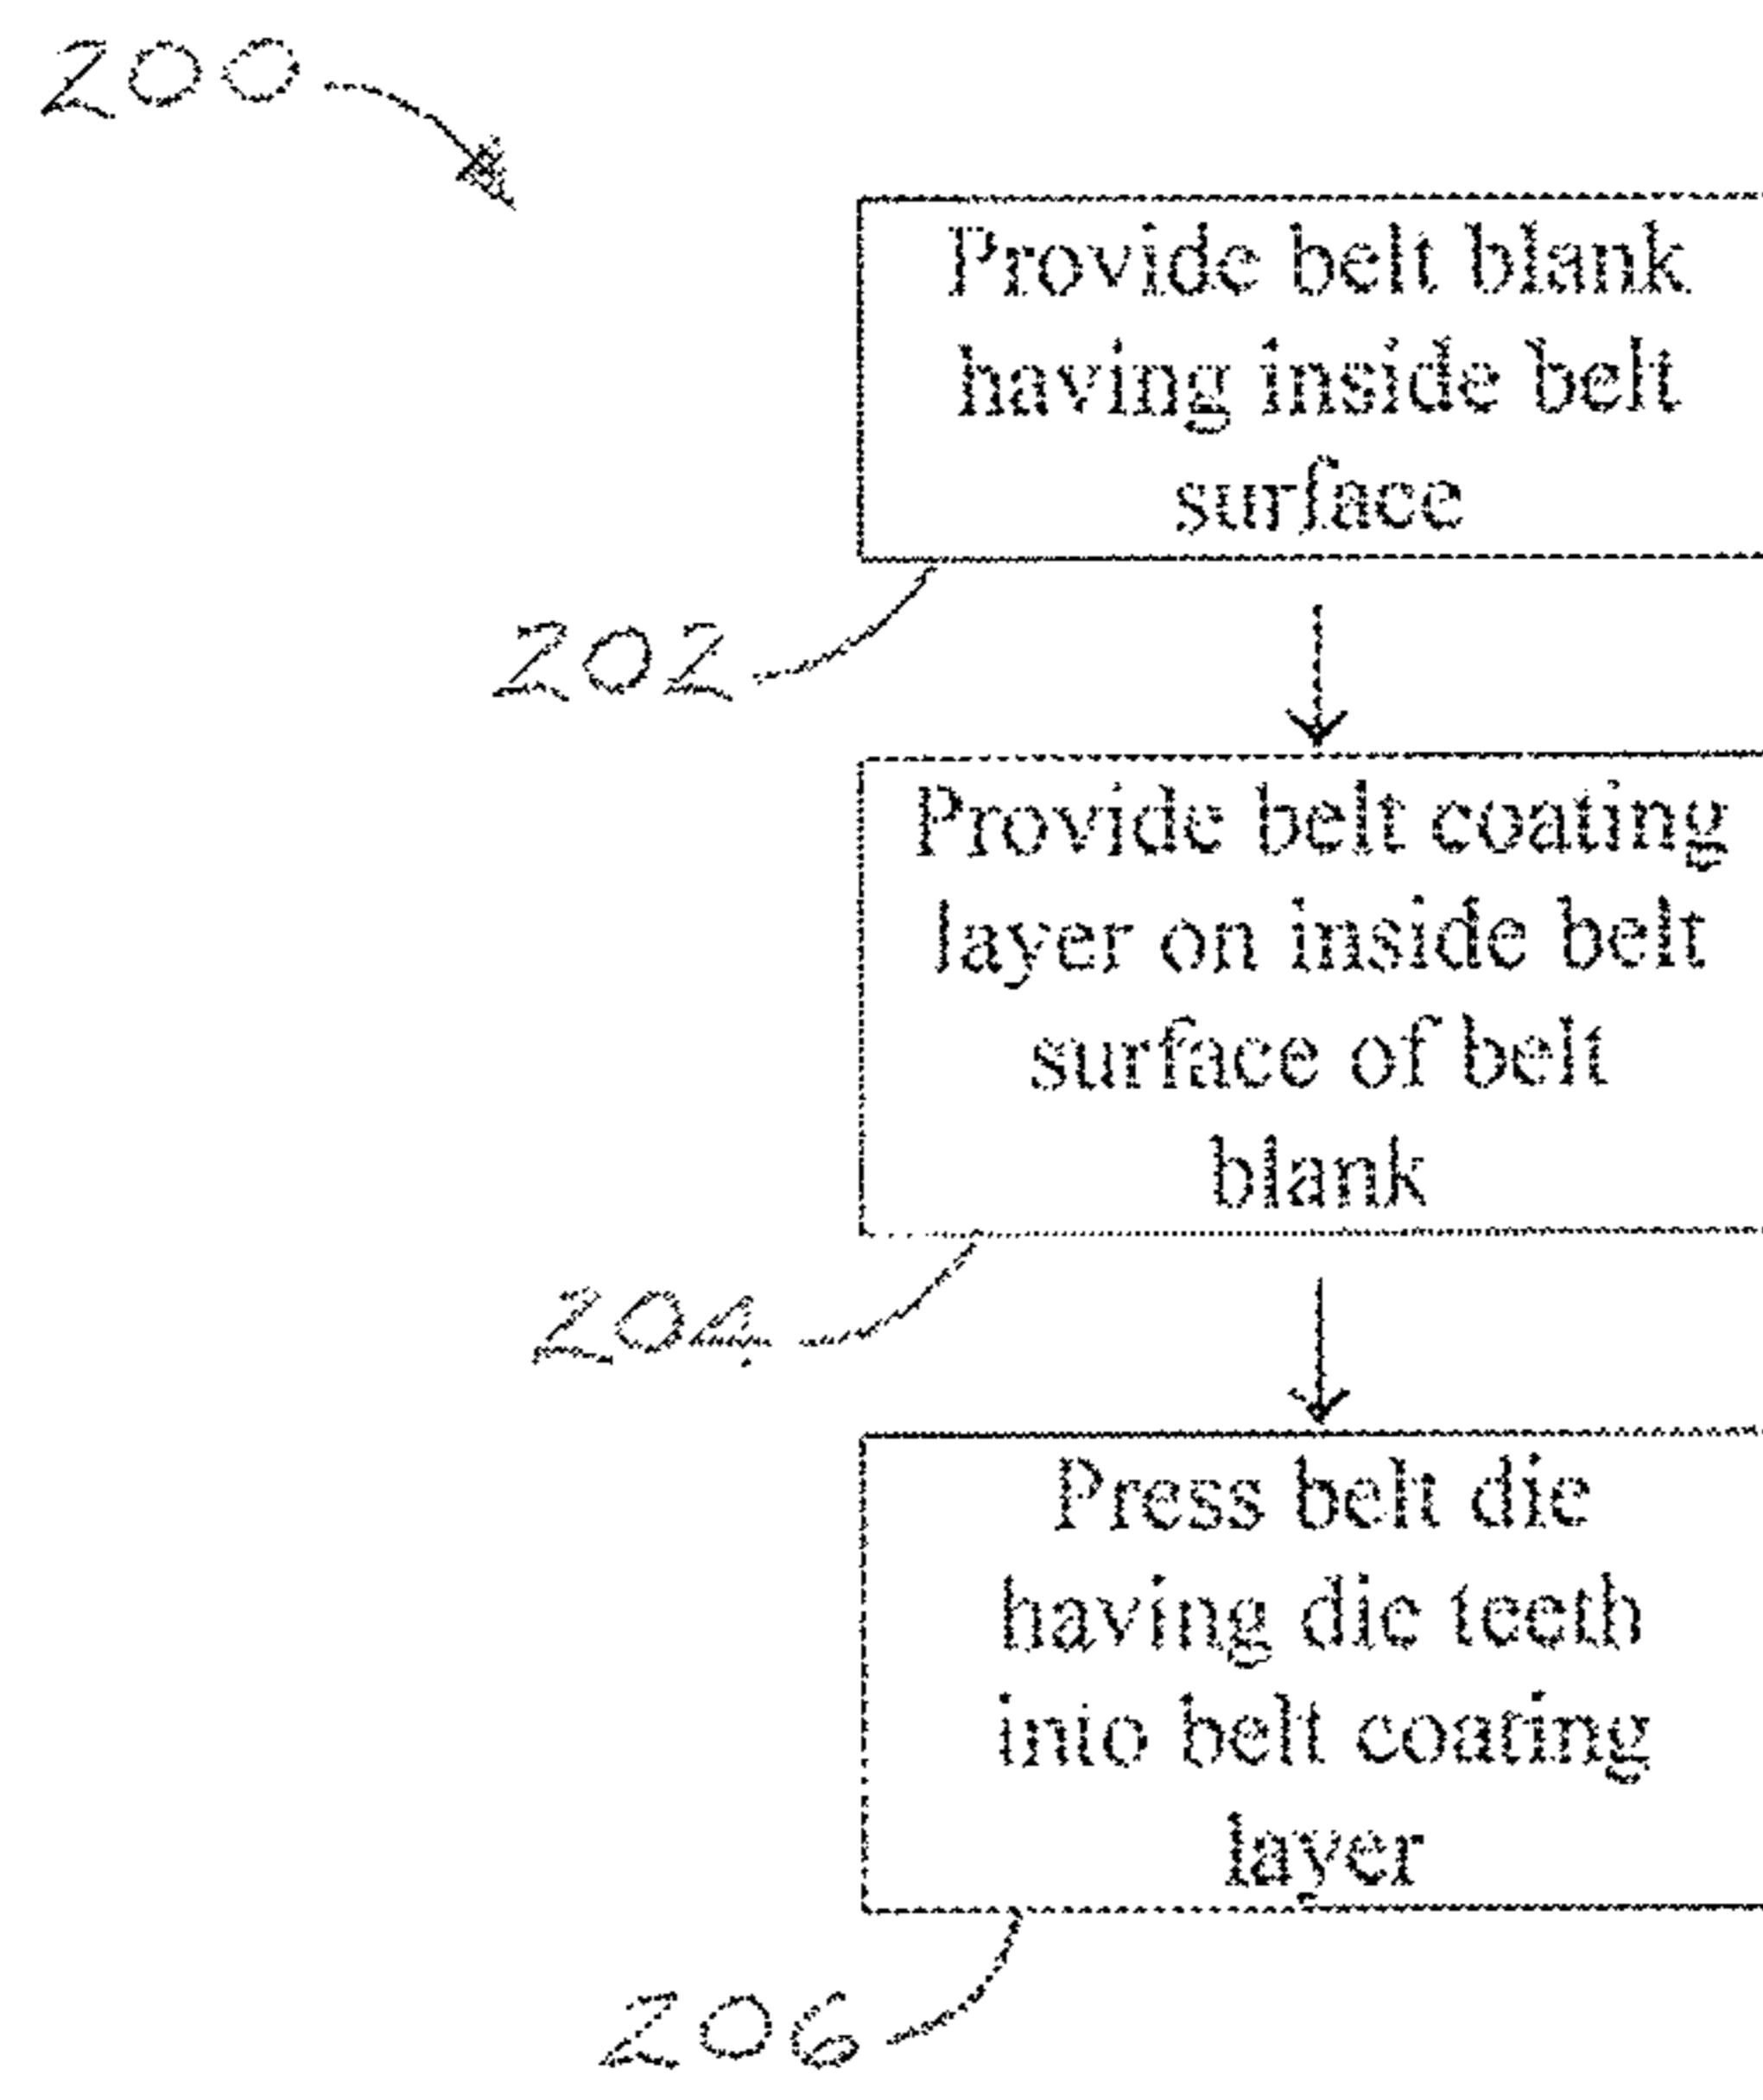 200
Provide belt blank
having inside belt
surface
202
Provide belt coating
layer on inside belt
surface of belt
blank
204
Press belt die
having die teeth
into belt coating
layer
206